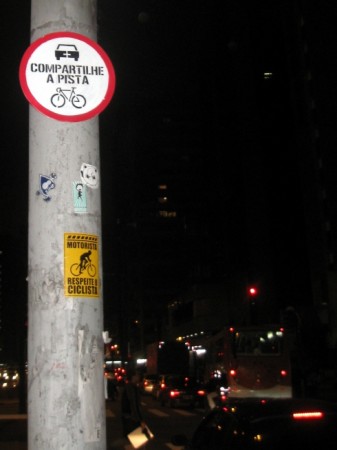 COMPARTILHE
A PISTA
MOTORISTA
RESPEITE O
CICLISTA